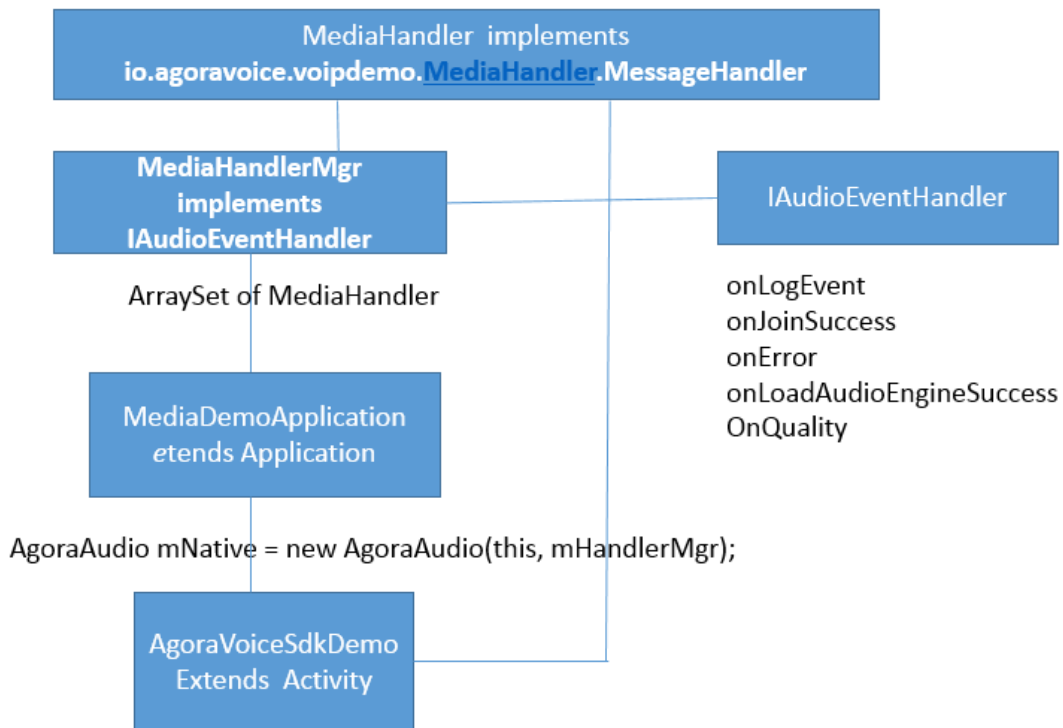 MediaHandler implements
io.agoravoice.voipdemo.MediaHandler.MessageHandler
MediaHandlerMgr
implements
IAudioEventHandler
IAudioEventHandler
ArraySet of MediaHandler
onLogEvent
onJoinSuccess
onError
onLoadAudioEngineSuccess
OnQuality
MediaDemoApplication
etends Application
AgoraAudio mNative = new AgoraAudio(this, mHandlerMgr);
AgoraVoiceSdkDemo
Extends Activity